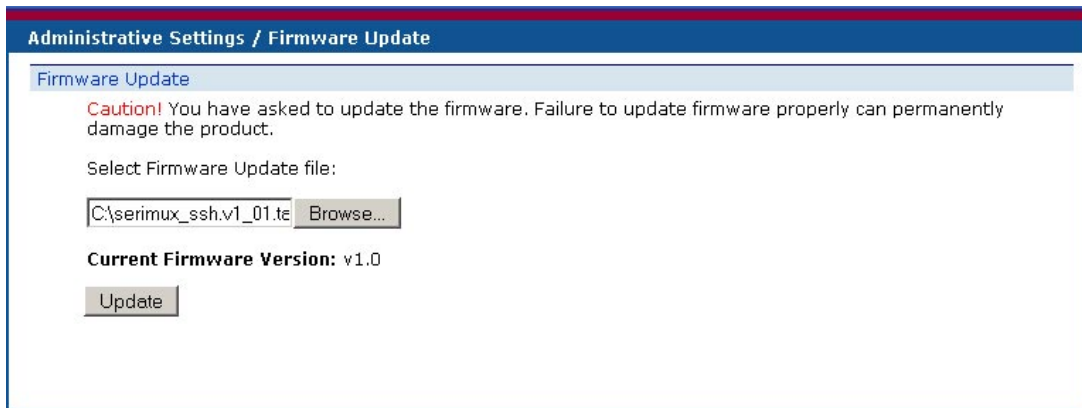 Administrative Settings / Firmware Update
Firmware Update
Caution! You have asked to update the firmware. Failure to update firmware properly can permanently
damage the product.
Select Firmware Update file:
C:\serimux_ssh.v1_01.te Browse...
Current Firmware Version: v1.0
Update